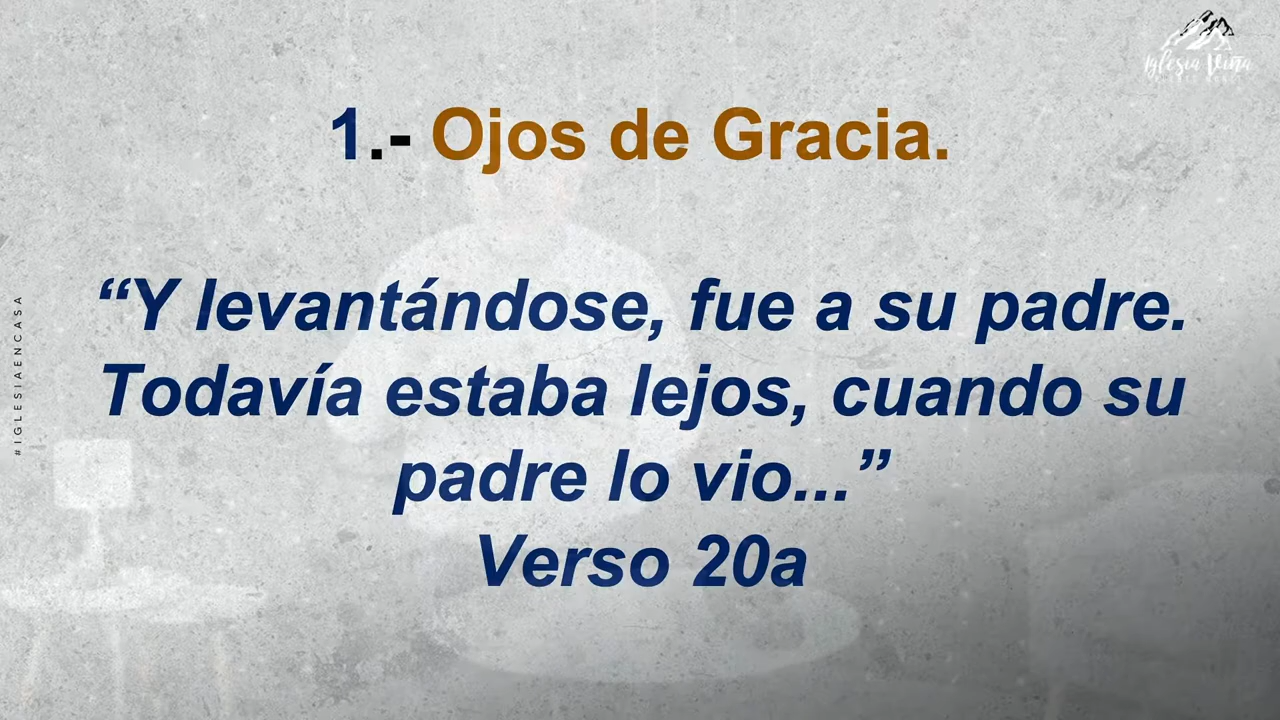 Iglesia Viña
1.- Ojos de Gracia.
“Y levantándose, fue a su padre.
Todavía estaba lejos, cuando su
padre lo vio...”
Verso 20a
#IGLESIAENCASA